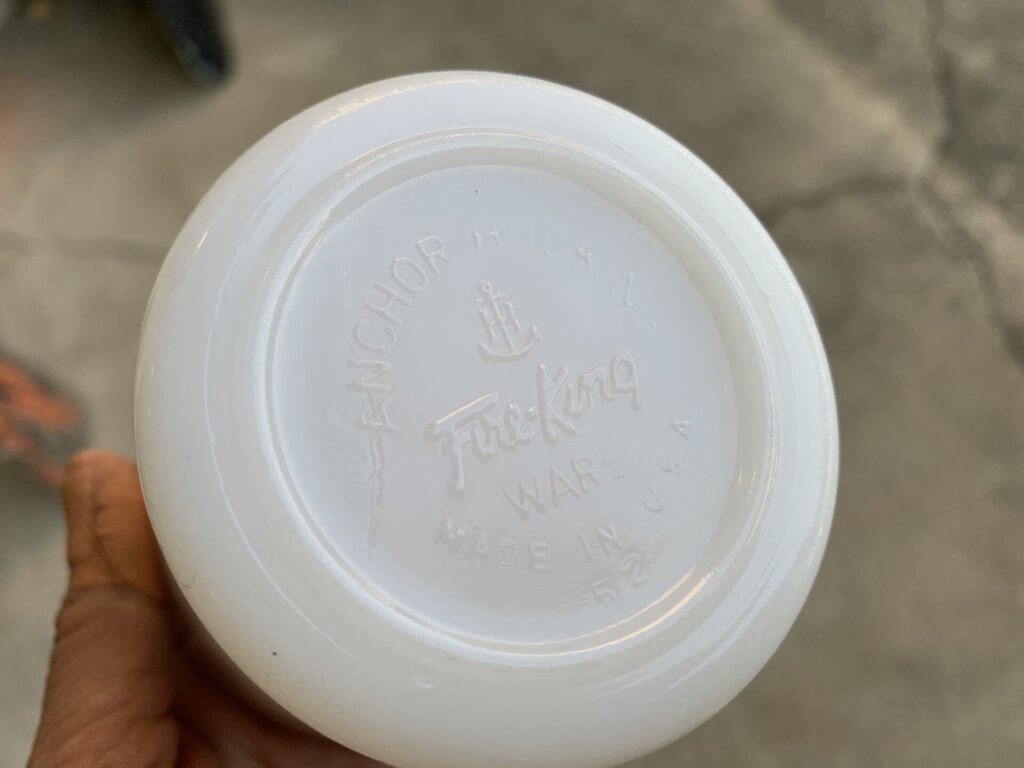 ANCHOR HOCKING
Fire-King
WARE
MADE IN U S A
52